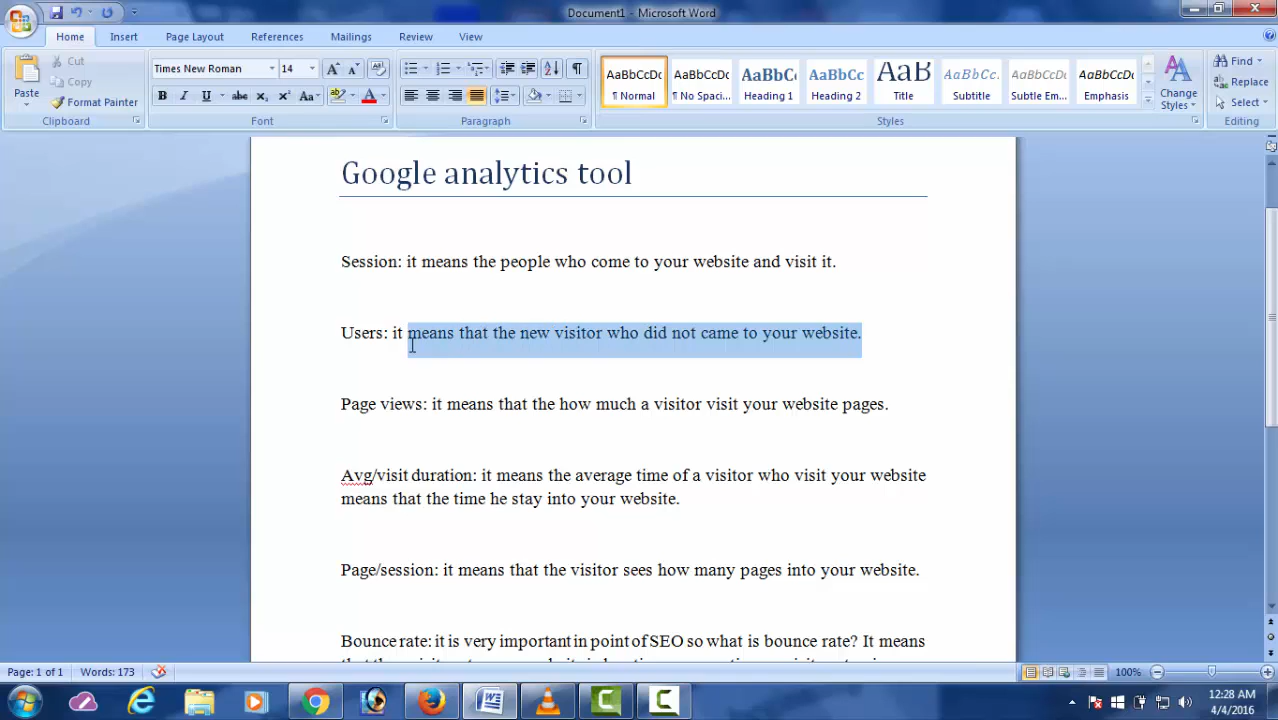 Document1 - Microsoft Word
Home Insert Page Layout References Mailings Review View
Paste Cut Copy Format Painter
Clipboard
Times New Roman 14
Font
Paragraph
AaBbCcDc AaBbCcDc AaBbC AaBbCc AaB AaBbCc. AaBbCcDc AaBbCcDc
¶ Normal ¶ No Spaci... Heading 1 Heading 2 Title Subtitle Subtle Em... Emphasis
Change Styles
Styles
Find
Replace
Select
Editing
Google analytics tool
Session: it means the people who come to your website and visit it.
Users: it means that the new visitor who did not came to your website.
Page views: it means that the how much a visitor visit your website pages.
Avg/visit duration: it means the average time of a visitor who visit your website
means that the time he stay into your website.
Page/session: it means that the visitor sees how many pages into your website.
Bounce rate: it is very important in point of SEO so what is bounce rate? It means
Page: 1 of 1 Words: 173 100%
12:28 AM
4/4/2016